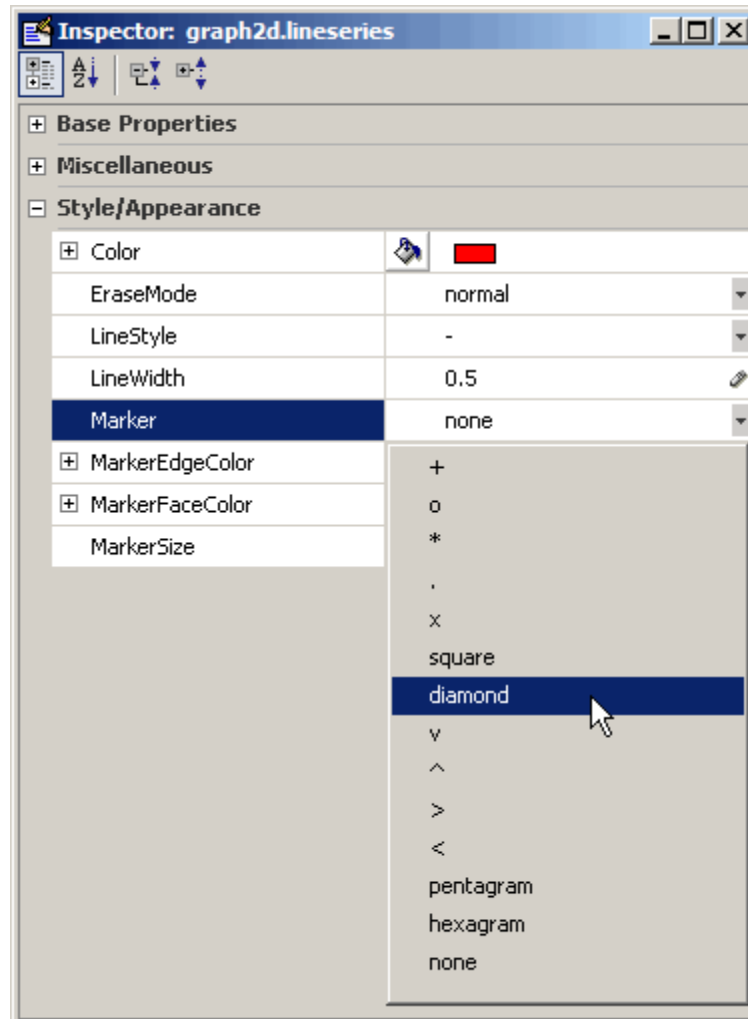 Inspector: graph2d.lineseries
Base Properties
Miscellaneous
Style/Appearance
Color
EraseMode normal
LineStyle -
LineWidth 0.5
Marker none
MarkerEdgeColor
MarkerFaceColor
MarkerSize
+
o
*
.
x
square
diamond
v
^
>
<
pentagram
hexagram
none